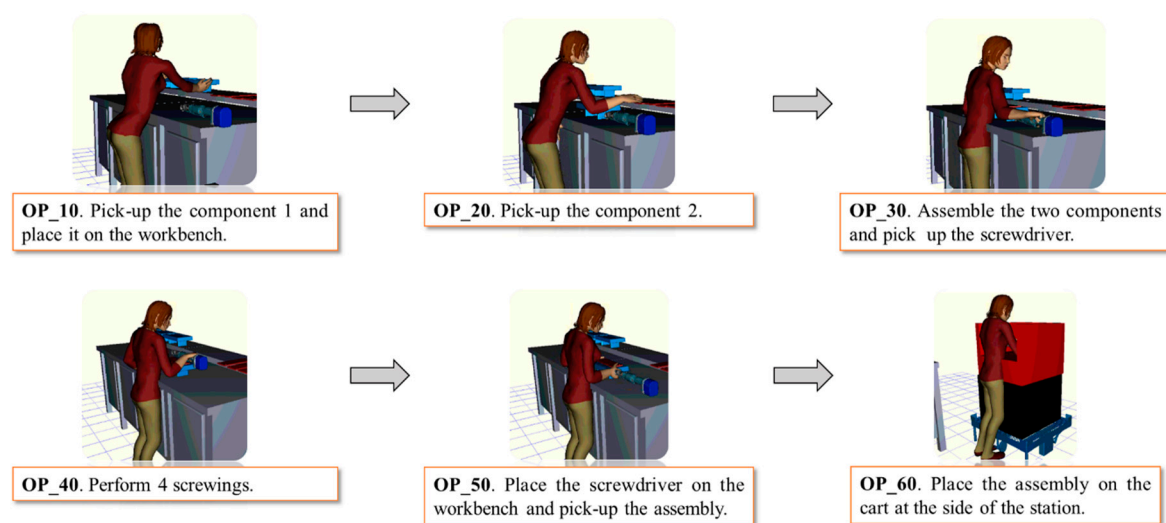 OP_10. Pick-up the component 1 and
place it on the workbench.
OP_20. Pick-up the component 2.
OP_30. Assemble the two components
and pick up the screwdriver.
OP_40. Perform 4 screwings.
OP_50. Place the screwdriver on the
workbench and pick-up the assembly.
OP_60. Place the assembly on the
cart at the side of the station.